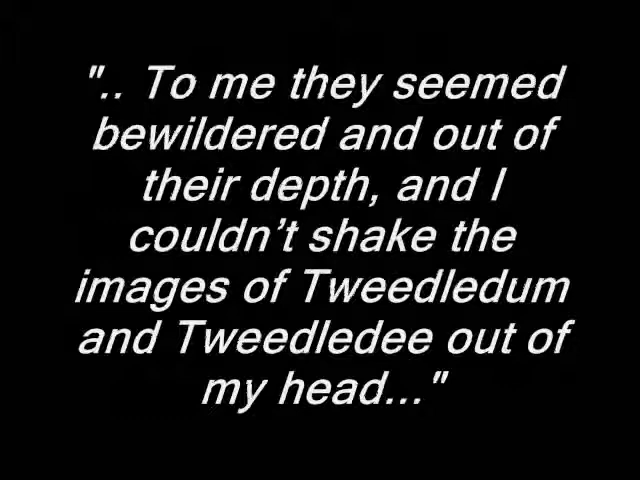 ".. To me they seemed
bewildered and out of
their depth, and I
couldn’t shake the
images of Tweedledum
and Tweedledee out of
my head..."